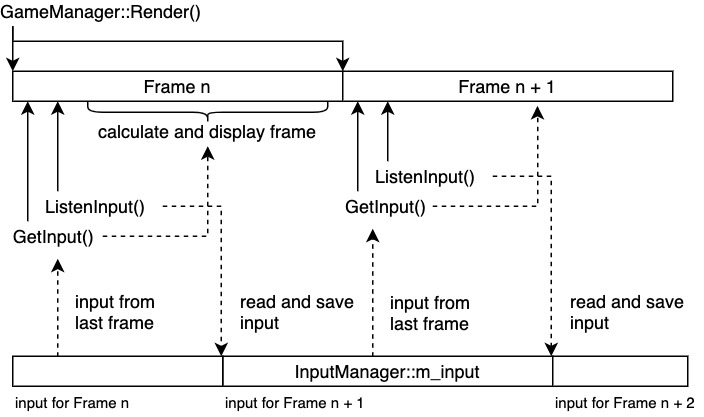 GameManager::Render()
Frame n
Frame n + 1
calculate and display frame
ListenInput()
GetInput()
ListenInput()
GetInput()
input from
last frame
read and save
input
input from
last frame
read and save
input
InputManager::m_input
input for Frame n
input for Frame n + 1
input for Frame n + 2